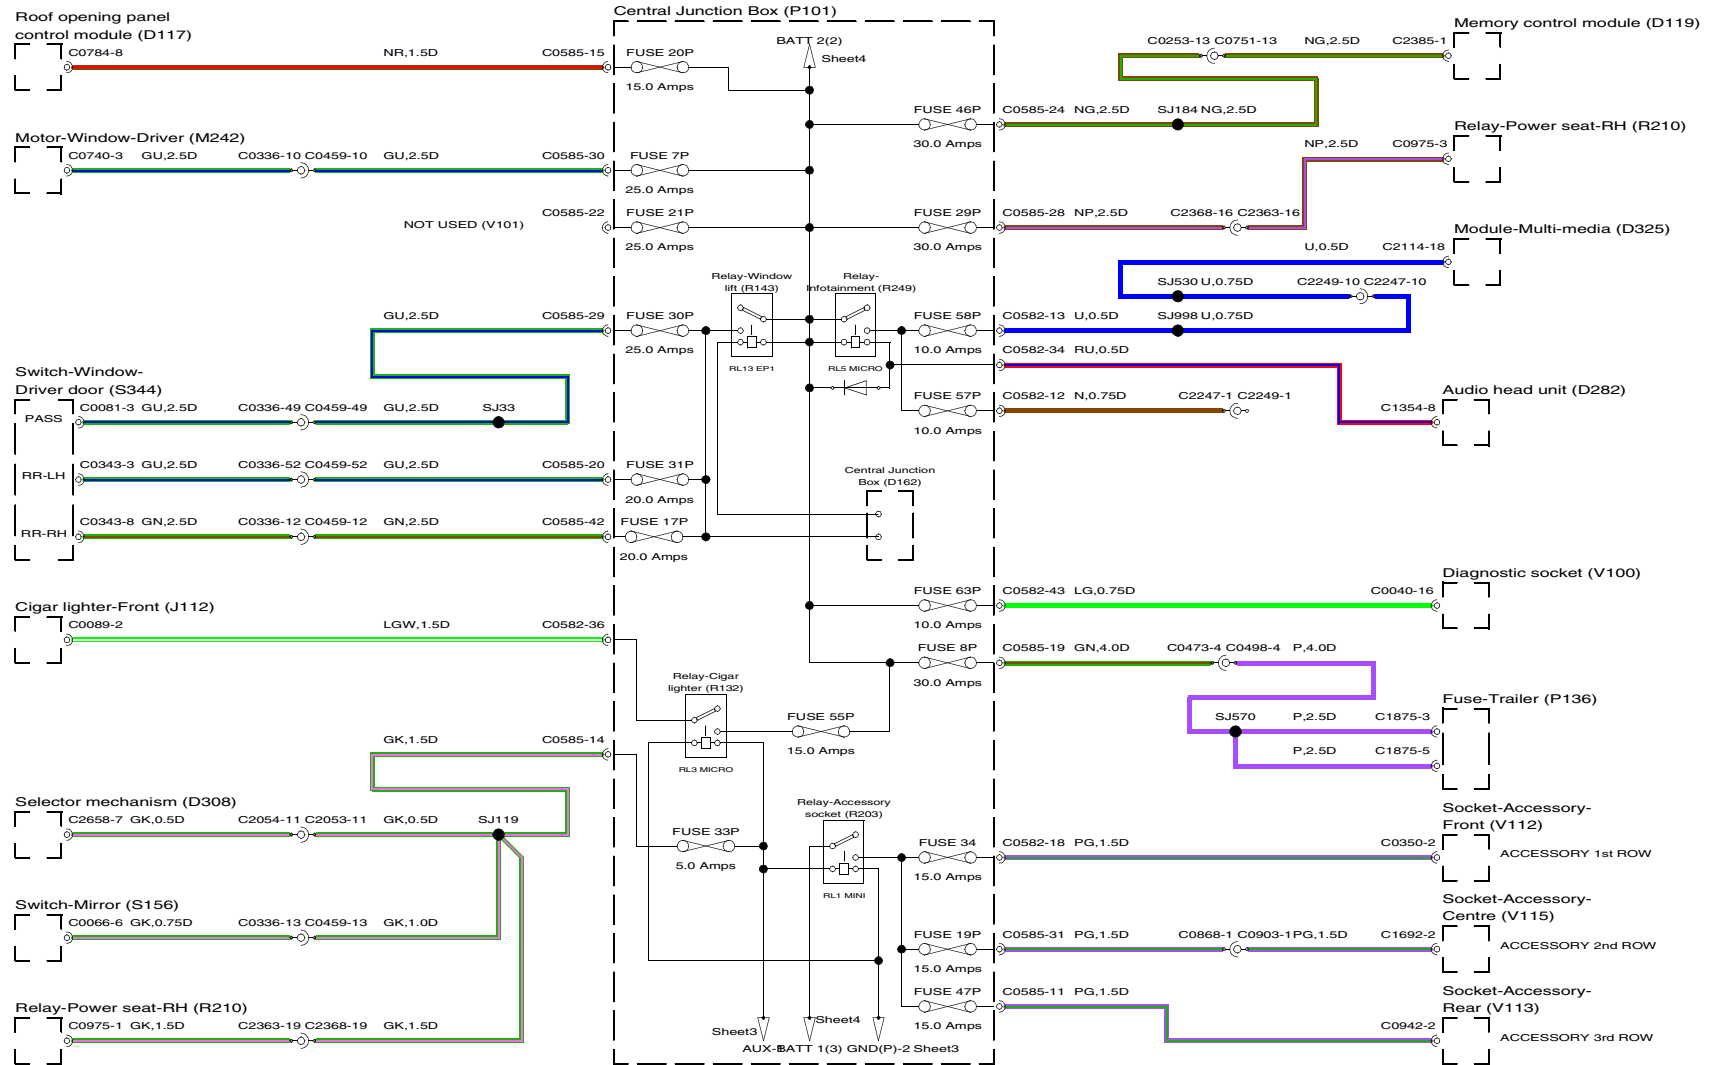 Central Junction Box (P101)
Roof opening panel
control module (D117)
C0784-8 NR,1.5D C0585-15 FUSE 20P
15.0 Amps
BATT 2(2)
Sheet4
Memory control module (D119)
C0253-13 C0751-13 NG,2.5D C2385-1
FUSE 46P C0585-24 NG,2.5D SJ184 NG,2.5D
30.0 Amps
Motor-Window-Driver (M242)
C0740-3 GU,2.5D C0336-10 C0459-10 GU,2.5D C0585-30 FUSE 7P
25.0 Amps
Relay-Power seat-RH (R210)
NP,2.5D C0975-3
NOT USED (V101) C0585-22 FUSE 21P
25.0 Amps
FUSE 29P C0585-28 NP,2.5D C2368-16 C2363-16
30.0 Amps
Module-Multi-media (D325)
U,0.5D C2114-18
SJ530 U,0.75D C2249-10 C2247-10
Relay-Window
lift (R143)
RL13 EP1
Relay-
Infotainment (R249)
RL5 MICRO
GU,2.5D C0585-29 FUSE 30P
25.0 Amps
FUSE 58P C0582-13 U,0.5D SJ998 U,0.75D
10.0 Amps
C0582-34 RU,0.5D
FUSE 57P C0582-12 N,0.75D C2247-1 C2249-1
10.0 Amps
Audio head unit (D282)
C1354-8
Switch-Window-
Driver door (S344)
PASS C0081-3 GU,2.5D C0336-49 C0459-49 GU,2.5D SJ33
RR-LH C0343-3 GU,2.5D C0336-52 C0459-52 GU,2.5D C0585-20 FUSE 31P
20.0 Amps
RR-RH C0343-8 GN,2.5D C0336-12 C0459-12 GN,2.5D C0585-42 FUSE 17P
20.0 Amps
Central Junction
Box (D162)
Diagnostic socket (V100)
FUSE 63P C0582-43 LG,0.75D C0040-16
10.0 Amps
Cigar lighter-Front (J112)
C0089-2 LGW,1.5D C0582-36
FUSE 8P C0585-19 GN,4.0D C0473-4 C0498-4 P,4.0D
30.0 Amps
Relay-Cigar
lighter (R132)
RL3 MICRO
FUSE 55P
15.0 Amps
Fuse-Trailer (P136)
SJ570 P,2.5D C1875-3
P,2.5D C1875-5
GK,1.5D C0585-14
Selector mechanism (D308)
C2658-7 GK,0.5D C2054-11 C2053-11 GK,0.5D SJ119
FUSE 33P
5.0 Amps
Relay-Accessory
socket (R203)
RL1 MINI
Socket-Accessory-
Front (V112)
FUSE 34 C0582-18 PG,1.5D C0350-2 ACCESSORY 1st ROW
15.0 Amps
Switch-Mirror (S156)
C0066-6 GK,0.75D C0336-13 C0459-13 GK,1.0D
Socket-Accessory-
Centre (V115)
FUSE 19P C0585-31 PG,1.5D C0868-1 C0903-1PG,1.5D C1692-2 ACCESSORY 2nd ROW
15.0 Amps
Relay-Power seat-RH (R210)
C0975-1 GK,1.5D C2363-19 C2368-19 GK,1.5D
Socket-Accessory-
Rear (V113)
FUSE 47P C0585-11 PG,1.5D
15.0 Amps
C0942-2 ACCESSORY 3rd ROW
Sheet3 Sheet4
BATT 1(3) GND(P)-2 Sheet3